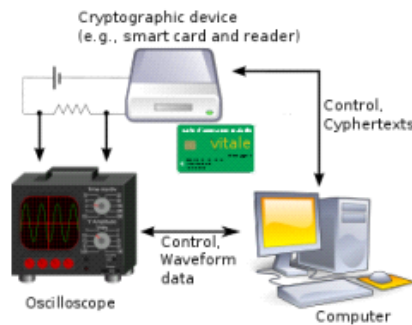 Cryptographic device
(e.g., smart card and reader)
Control,
Cyphertexts
vitale
Control,
Waveform
data
Oscilloscope
Computer